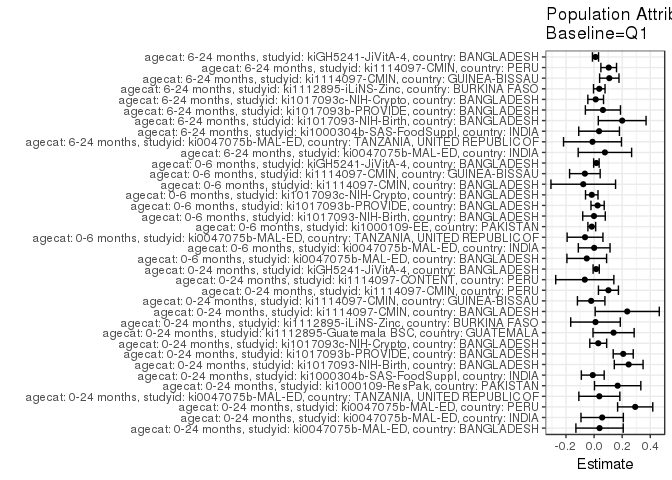 Population Attrib
Baseline=Q1
agecat: 6-24 months, studyid: kiGH5241-JiVitA-4, country: BANGLADESH
agecat: 6-24 months, studyid: ki1114097-CMIN, country: PERU
agecat: 6-24 months, studyid: ki1114097-CMIN, country: GUINEA-BISSAU
agecat: 6-24 months, studyid: ki1112895-iLiNS-Zinc, country: BURKINA FASO
agecat: 6-24 months, studyid: ki1017093c-NIH-Crypto, country: BANGLADESH
agecat: 6-24 months, studyid: ki1017093b-PROVIDE, country: BANGLADESH
agecat: 6-24 months, studyid: ki1017093-NIH-Birth, country: BANGLADESH
agecat: 6-24 months, studyid: ki1000304b-SAS-FoodSuppl, country: INDIA
agecat: 6-24 months, studyid: ki0047075b-MAL-ED, country: TANZANIA, UNITED REPUBLIC OF
agecat: 6-24 months, studyid: ki0047075b-MAL-ED, country: INDIA
agecat: 0-6 months, studyid: kiGH5241-JiVitA-4, country: BANGLADESH
agecat: 0-6 months, studyid: ki1114097-CMIN, country: GUINEA-BISSAU
agecat: 0-6 months, studyid: ki1114097-CMIN, country: BANGLADESH
agecat: 0-6 months, studyid: ki1017093c-NIH-Crypto, country: BANGLADESH
agecat: 0-6 months, studyid: ki1017093b-PROVIDE, country: BANGLADESH
agecat: 0-6 months, studyid: ki1017093-NIH-Birth, country: BANGLADESH
agecat: 0-6 months, studyid: ki1000109-EE, country: PAKISTAN
agecat: 0-6 months, studyid: ki0047075b-MAL-ED, country: TANZANIA, UNITED REPUBLIC OF
agecat: 0-6 months, studyid: ki0047075b-MAL-ED, country: INDIA
agecat: 0-6 months, studyid: ki0047075b-MAL-ED, country: BANGLADESH
agecat: 0-24 months, studyid: kiGH5241-JiVitA-4, country: BANGLADESH
agecat: 0-24 months, studyid: ki1114097-CONTENT, country: PERU
agecat: 0-24 months, studyid: ki1114097-CMIN, country: PERU
agecat: 0-24 months, studyid: ki1114097-CMIN, country: GUINEA-BISSAU
agecat: 0-24 months, studyid: ki1114097-CMIN, country: BANGLADESH
agecat: 0-24 months, studyid: ki1112895-iLiNS-Zinc, country: BURKINA FASO
agecat: 0-24 months, studyid: ki1112895-Guatemala BSC, country: GUATEMALA
agecat: 0-24 months, studyid: ki1017093c-NIH-Crypto, country: BANGLADESH
agecat: 0-24 months, studyid: ki1017093b-PROVIDE, country: BANGLADESH
agecat: 0-24 months, studyid: ki1017093-NIH-Birth, country: BANGLADESH
agecat: 0-24 months, studyid: ki1000304b-SAS-FoodSuppl, country: INDIA
agecat: 0-24 months, studyid: ki1000109-ResPak, country: PAKISTAN
agecat: 0-24 months, studyid: ki0047075b-MAL-ED, country: TANZANIA, UNITED REPUBLIC OF
agecat: 0-24 months, studyid: ki0047075b-MAL-ED, country: PERU
agecat: 0-24 months, studyid: ki0047075b-MAL-ED, country: INDIA
agecat: 0-24 months, studyid: ki0047075b-MAL-ED, country: BANGLADESH
-0.2 0.0 0.2 0.4
Estimate